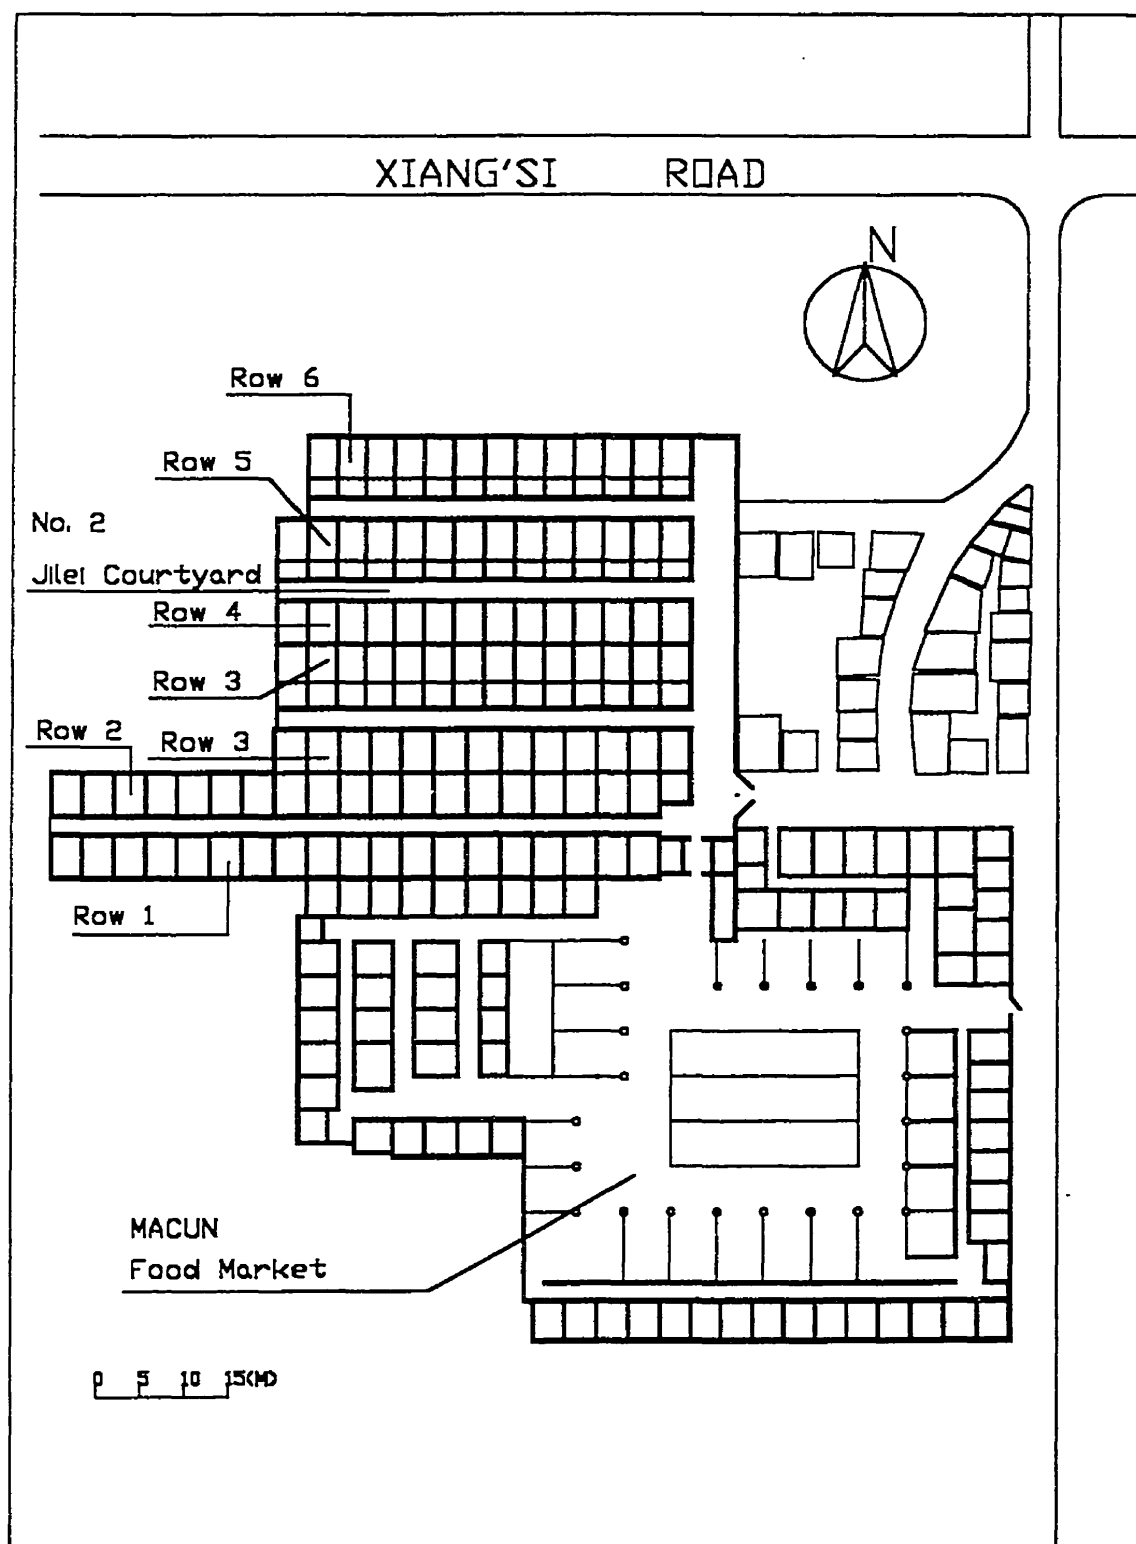 XIANG'SI ROAD
N
Row 6
Row 5
No. 2
Jilei Courtyard
Row 4
Row 3
Row 2
Row 3
Row 1
MACUN
Food Market
0 5 10 15(M)